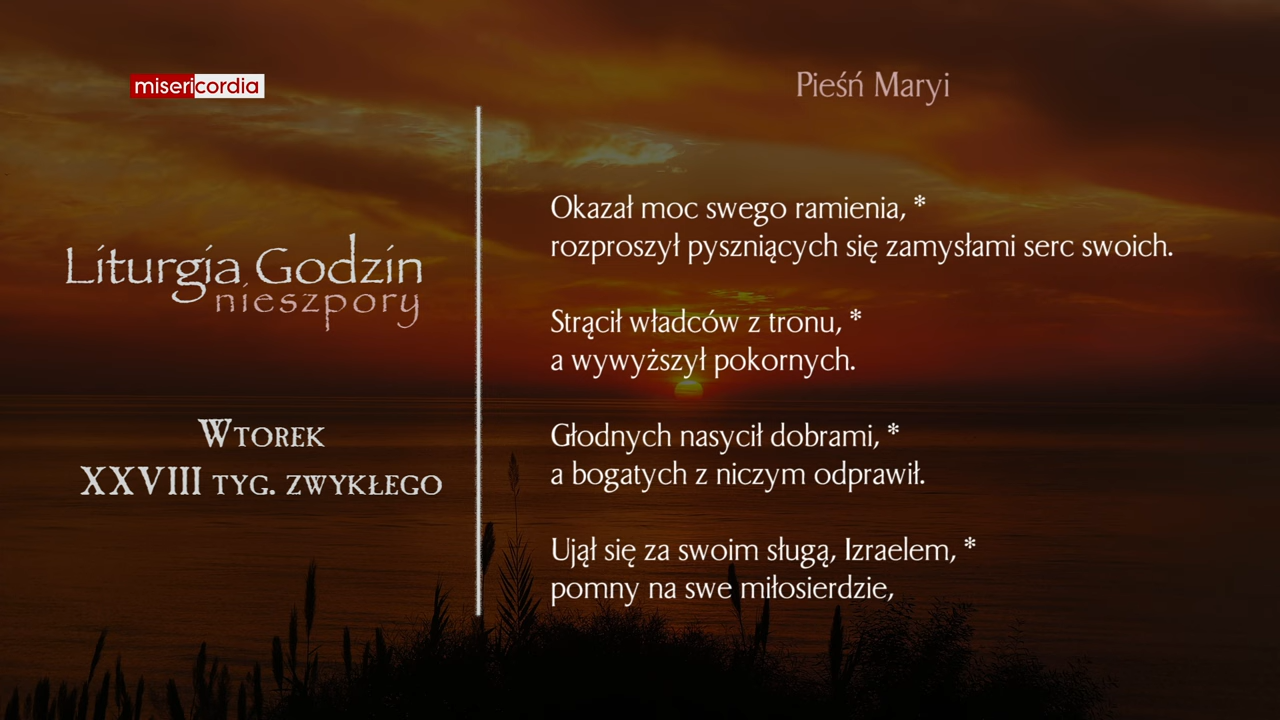 misericordia
Liturgia Godzin
nieszpory
Wtorek
XXVIII tyg. zwykłego
Pieśń Maryi
Okazał moc swego ramienia, *
rozproszył pyszniących się zamysłami serc swoich.
Strącił władców z tronu, *
a wywyższył pokornych.
Głodnych nasycił dobrami, *
a bogatych z niczym odprawił.
Ujął się za swoim sługą, Izraelem, *
pomny na swe miłosierdzie,